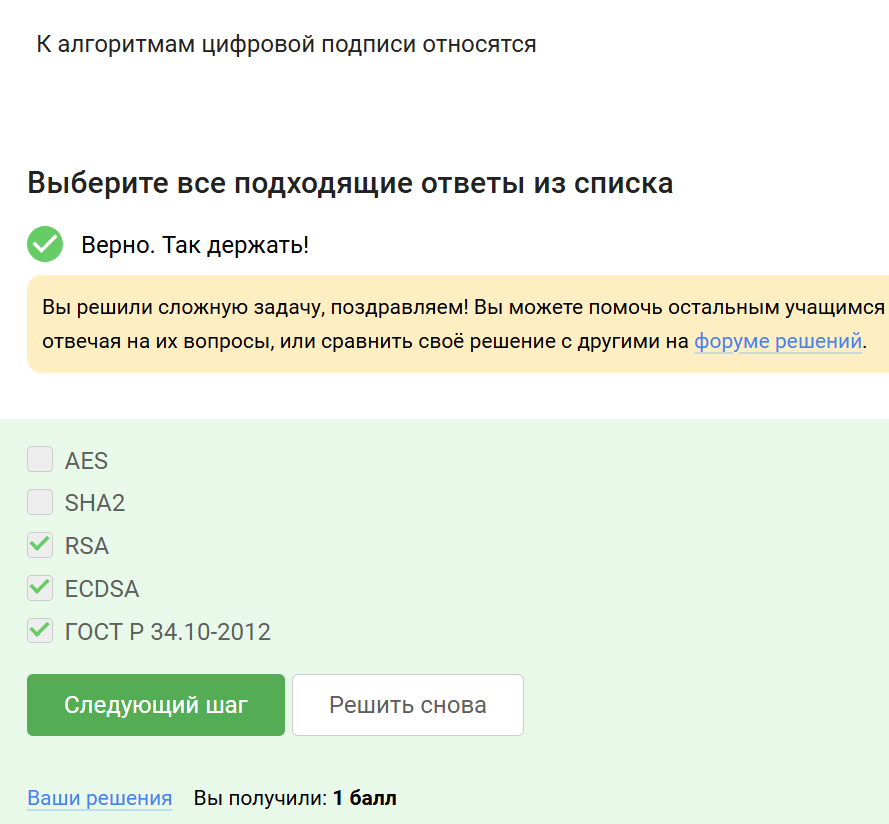 К алгоритмам цифровой подписи относятся
Выберите все подходящие ответы из списка
Верно. Так держать!
Вы решили сложную задачу, поздравляем! Вы можете помочь остальным учащимся
отвечая на их вопросы, или сравнить своё решение с другими на форуме решений.
AES
SHA2
RSA
ECDSA
ГОСТ Р 34.10-2012
Следующий шаг
Решить снова
Ваши решения Вы получили: 1 балл